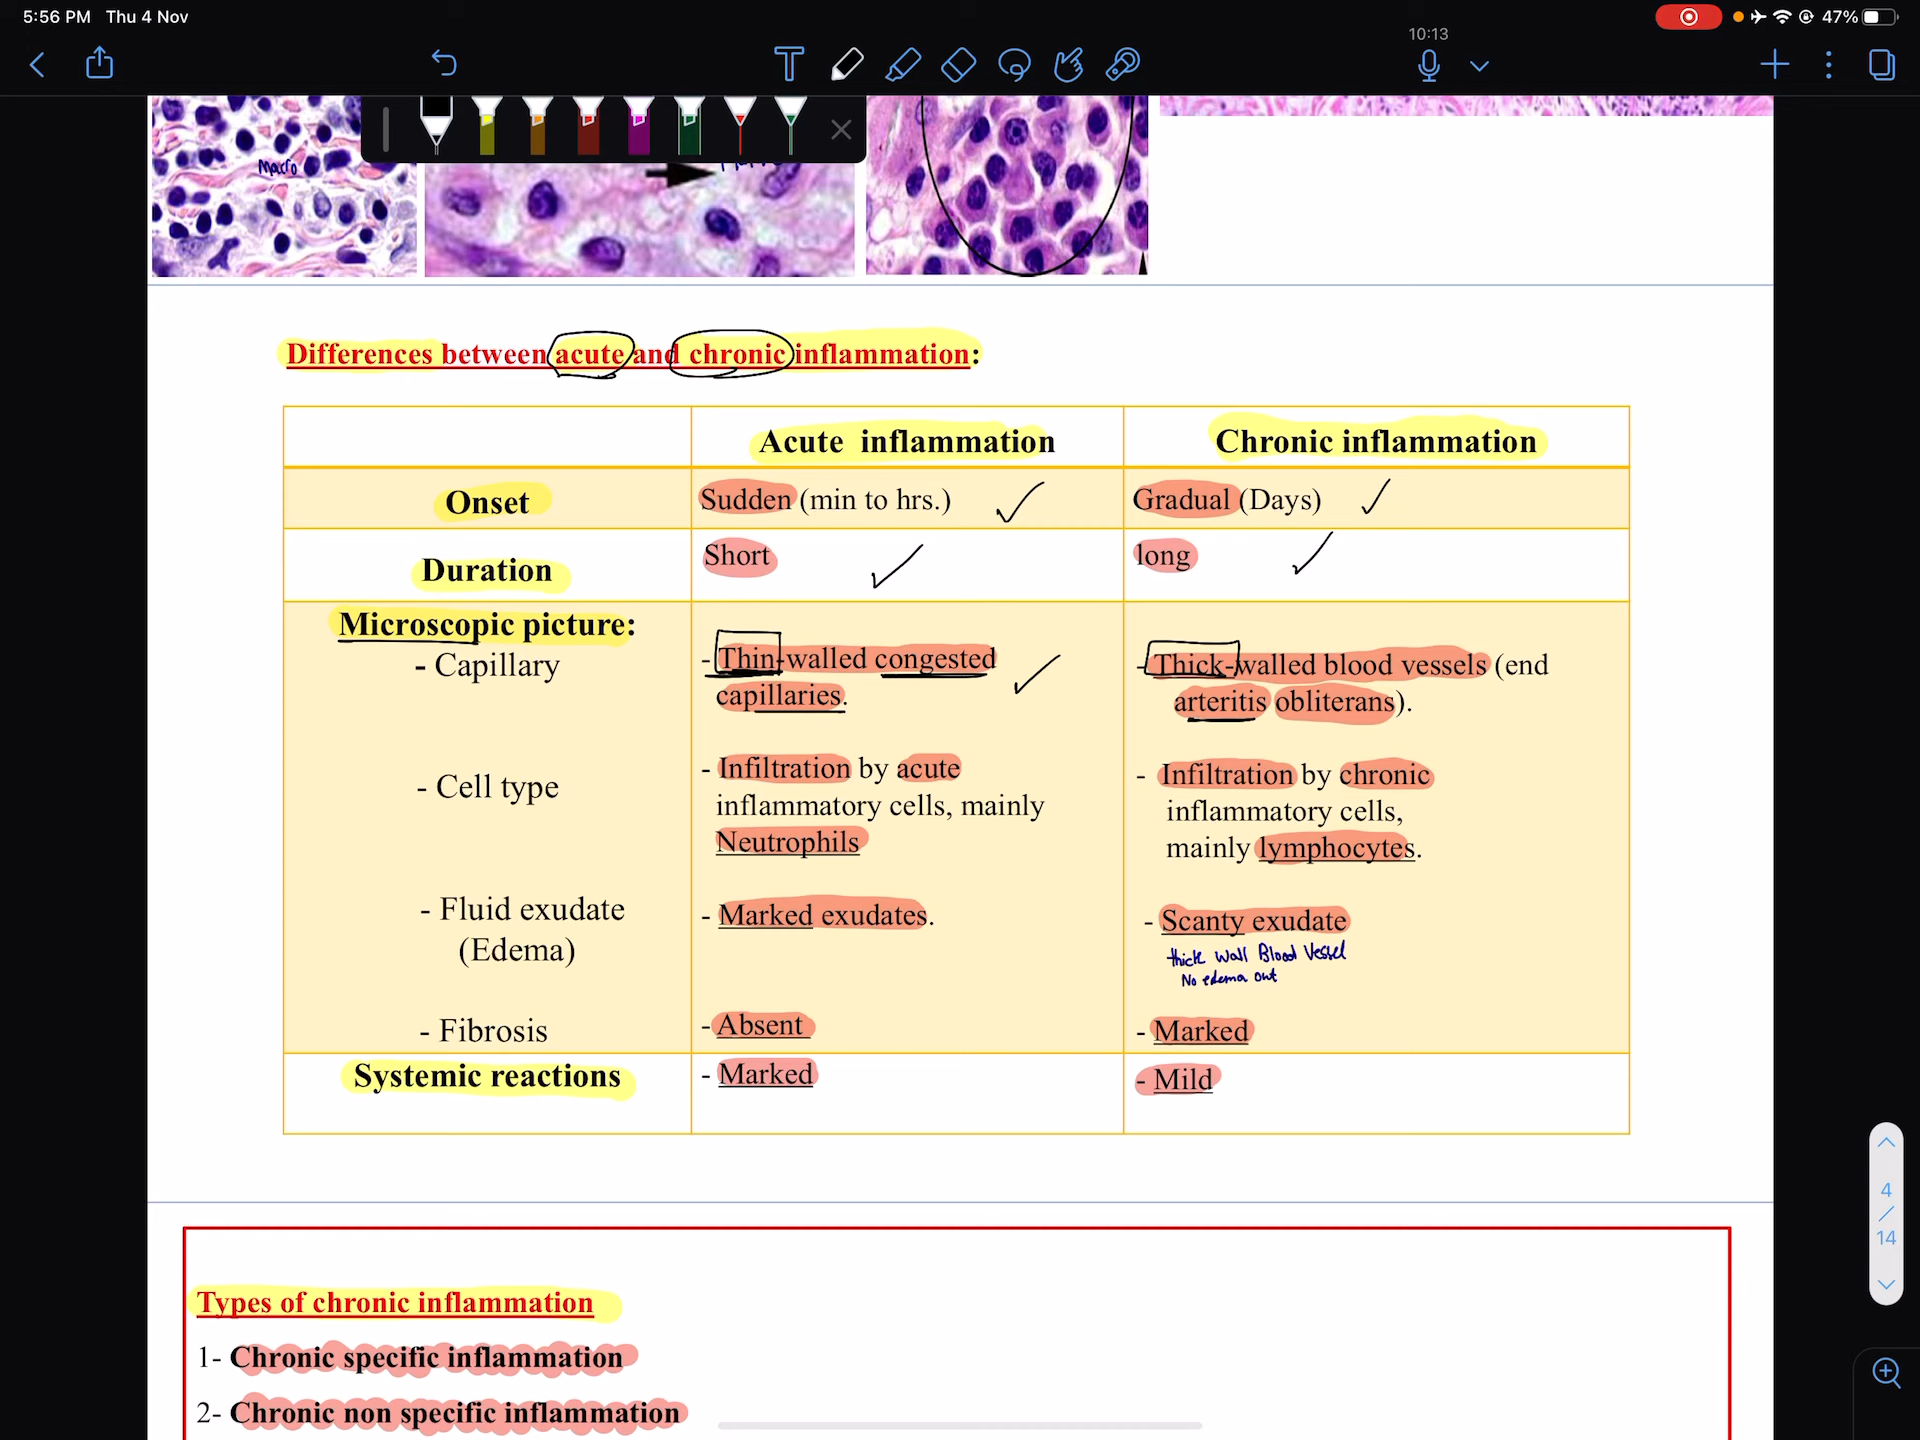 5:56 PM Thu 4 Nov
47%
10:13
Macro
Differences between acute and chronic inflammation:
Acute inflammation
Chronic inflammation
Onset
Sudden (min to hrs.)
Gradual (Days)
Duration
Short
long
Microscopic picture:
- Capillary
- Thin-walled congested
capillaries.
- Thick-walled blood vessels (end
arteritis obliterans).
- Cell type
- Infiltration by acute
inflammatory cells, mainly
Neutrophils
- Infiltration by chronic
inflammatory cells,
mainly lymphocytes.
- Fluid exudate
(Edema)
- Marked exudates.
- Scanty exudate
thick wall Blood Vessel
No edema out
- Fibrosis
- Absent
- Marked
Systemic reactions
- Marked
- Mild
4
/
14
Types of chronic inflammation
1- Chronic specific inflammation
2- Chronic non specific inflammation